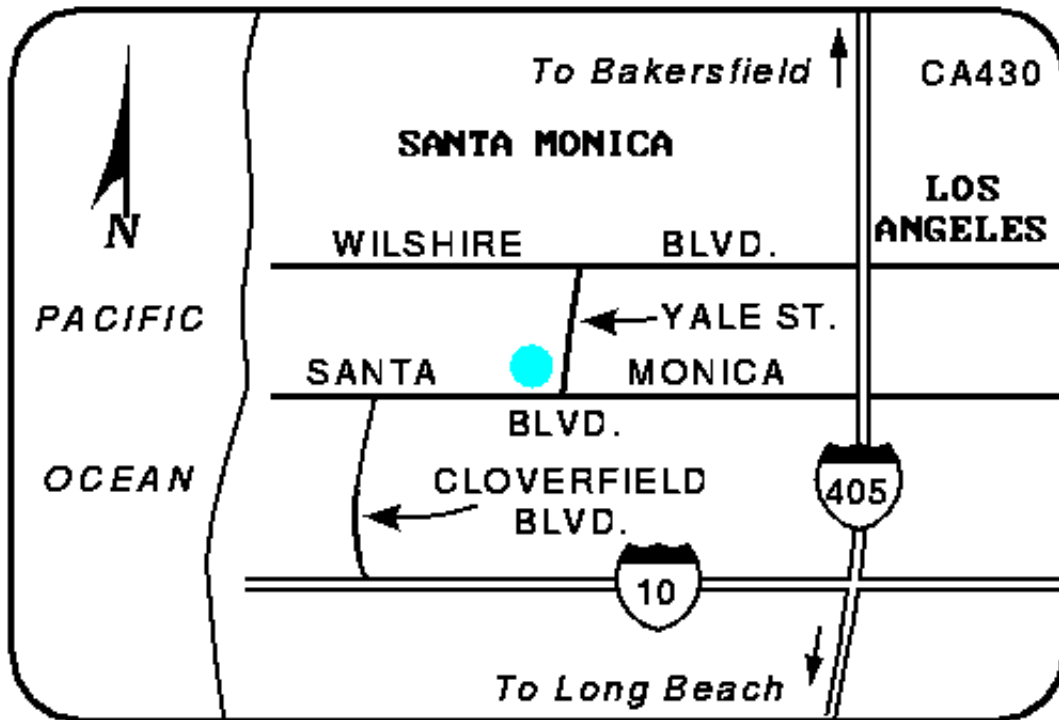 To Bakersfield
CA430
SANTA MONICA
LOS
ANGELES
N
WILSHIRE BLVD.
PACIFIC
YALE ST.
SANTA MONICA
BLVD.
OCEAN
CLOVERFIELD
BLVD.
405
10
To Long Beach